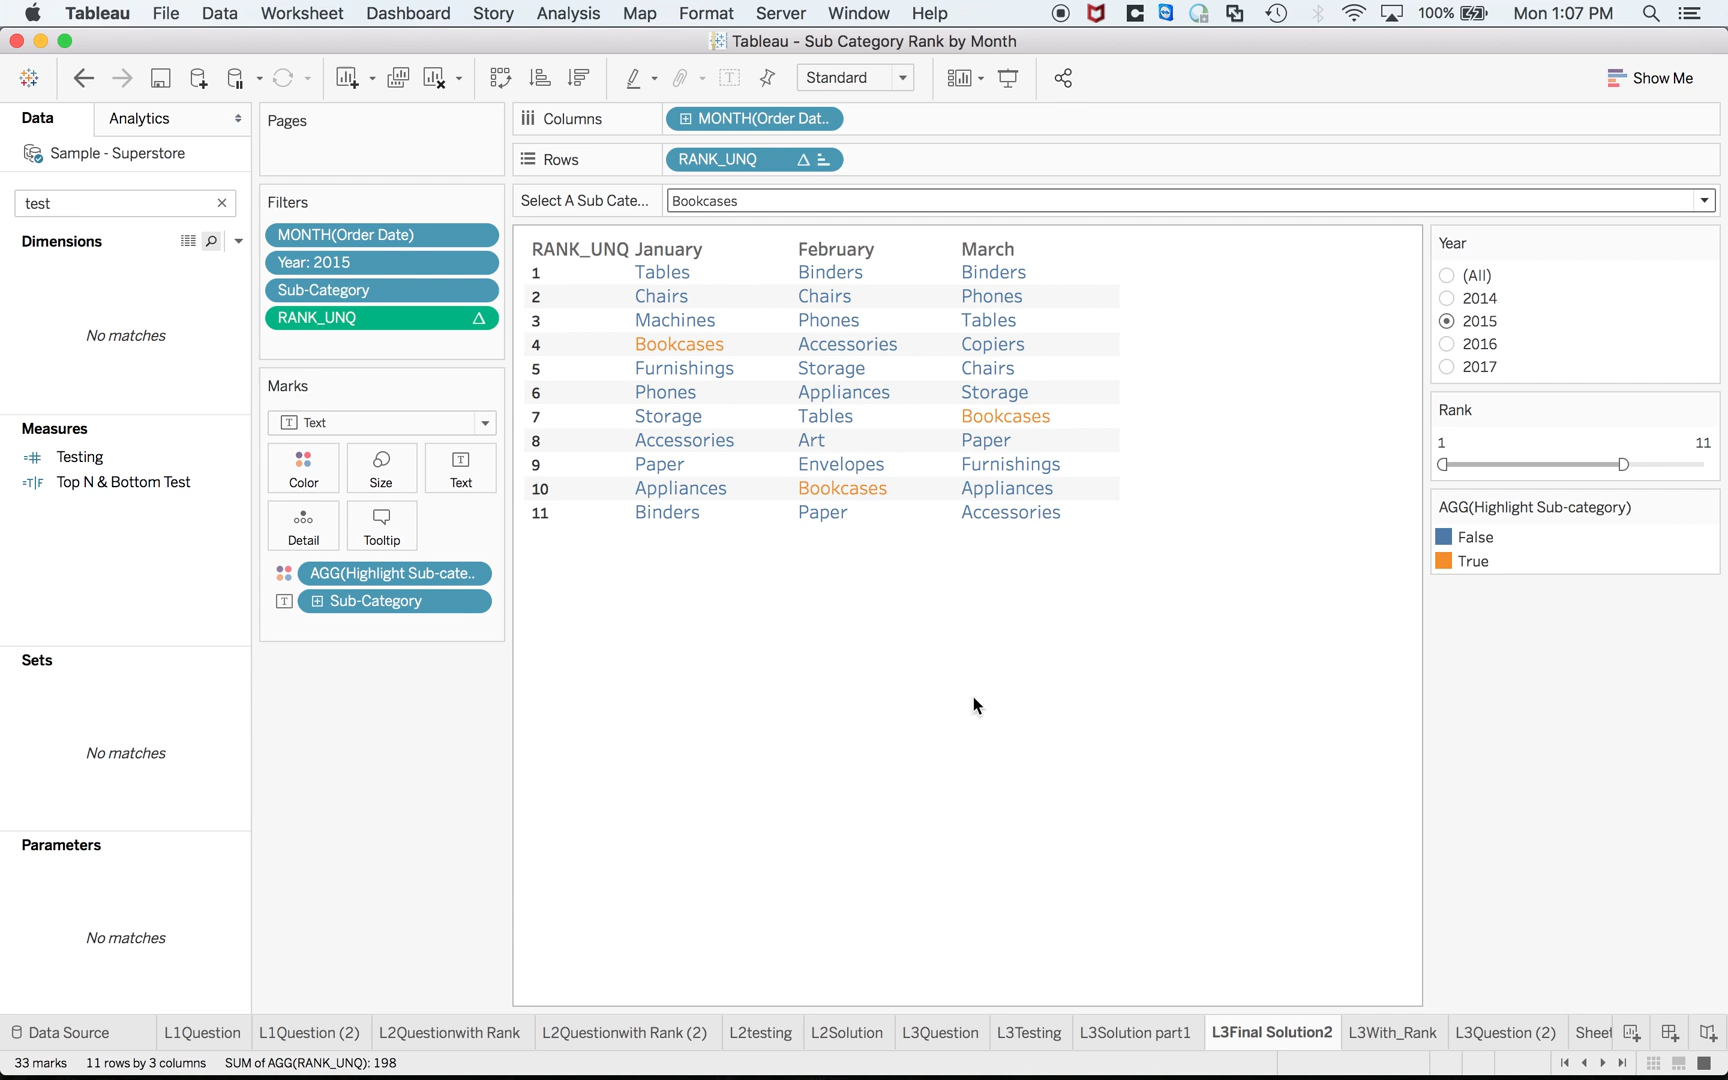 Tableau File Data Worksheet Dashboard Story Analysis Map Format Server Window Help 100% Mon 1:07 PM
Tableau - Sub Category Rank by Month
Standard Show Me
Data Analytics
Sample - Superstore
test
Dimensions
No matches
Measures
Testing
Top N & Bottom Test
Sets
No matches
Parameters
No matches
Pages
Filters
MONTH(Order Date)
Year: 2015
Sub-Category
RANK_UNQ
Marks
Text
Color Size Text
Detail Tooltip
AGG(Highlight Sub-cate..
Sub-Category
Columns MONTH(Order Dat..
Rows RANK_UNQ
Select A Sub Cate... Bookcases
RANK_UNQ January February March
1 Tables Binders Binders
2 Chairs Chairs Phones
3 Machines Phones Tables
4 Bookcases Accessories Copiers
5 Furnishings Storage Chairs
6 Phones Appliances Storage
7 Storage Tables Bookcases
8 Accessories Art Paper
9 Paper Envelopes Furnishings
10 Appliances Bookcases Appliances
11 Binders Paper Accessories
Year
(All)
2014
2015
2016
2017
Rank
1 11
AGG(Highlight Sub-category)
False
True
Data Source L1Question L1Question (2) L2Questionwith Rank L2Questionwith Rank (2) L2testing L2Solution L3Question L3Testing L3Solution part1 L3Final Solution2 L3With_Rank L3Question (2) Sheet
33 marks 11 rows by 3 columns SUM of AGG(RANK_UNQ): 198